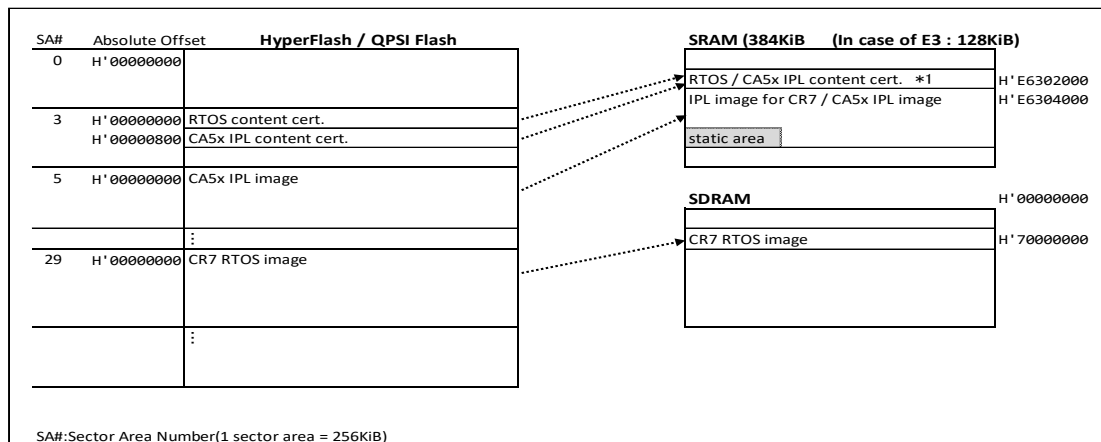 SA# Absolute Offset HyperFlash / QPSI Flash
0 H'00000000
3 H'00000000 RTOS content cert.
H'00000800 CA5x IPL content cert.
5 H'00000000 CA5x IPL image
⋮
29 H'00000000 CR7 RTOS image
⋮
SRAM (384KiB (In case of E3 : 128KiB)
RTOS / CA5x IPL content cert. *1 H'E6302000
IPL image for CR7 / CA5x IPL image H'E6304000
static area
SDRAM H'00000000
CR7 RTOS image H'70000000
SA#:Sector Area Number(1 sector area = 256KiB)